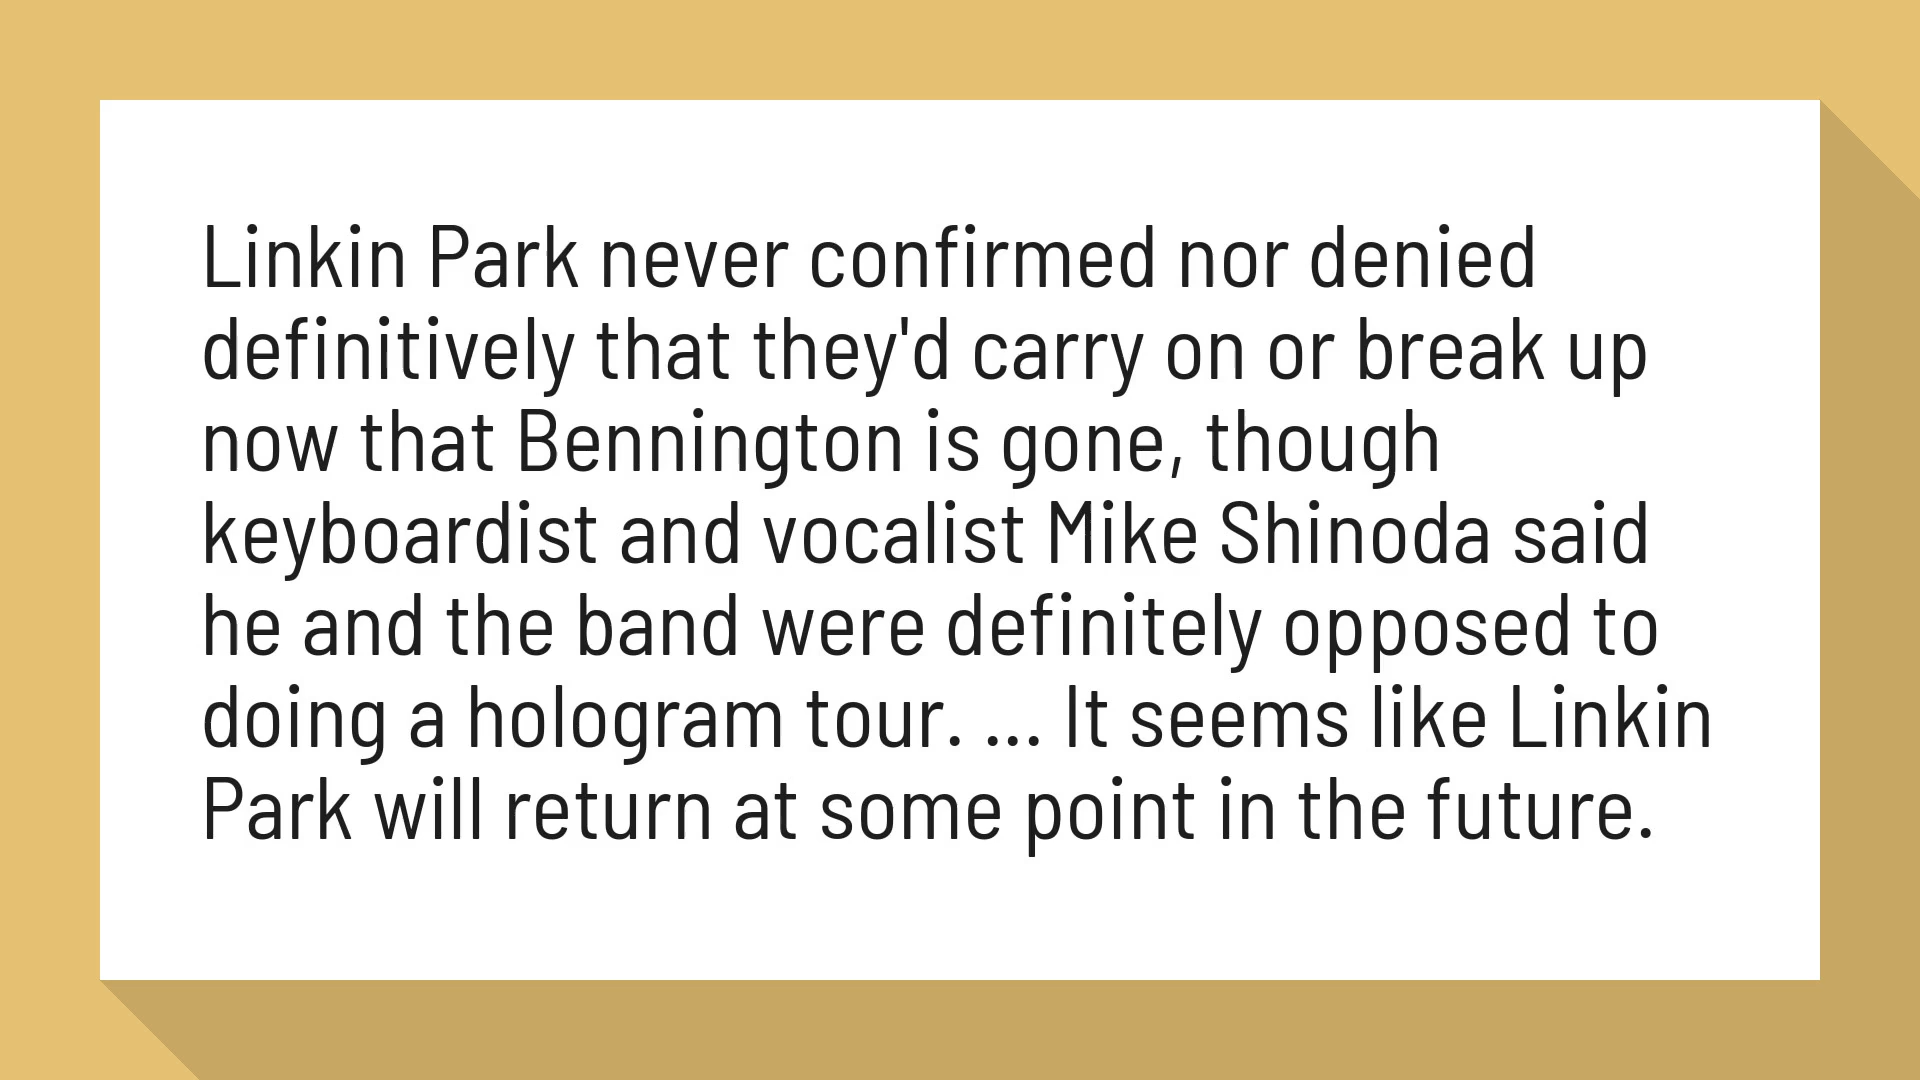 Linkin Park never confirmed nor denied
definitively that they'd carry on or break up
now that Bennington is gone, though
keyboardist and vocalist Mike Shinoda said
he and the band were definitely opposed to
doing a hologram tour. ... It seems like Linkin
Park will return at some point in the future.